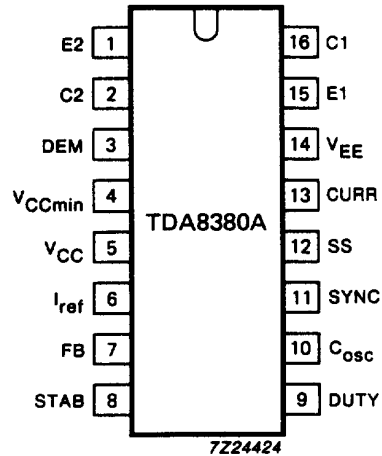 E2 1 16 C1
C2 2 15 E1
DEM 3 14 VEE
VCCmin 4 13 CURR
VCC 5 TDA8380A 12 SS
Iref 6 11 SYNC
FB 7 10 Cosc
STAB 8 9 DUTY
7Z24424